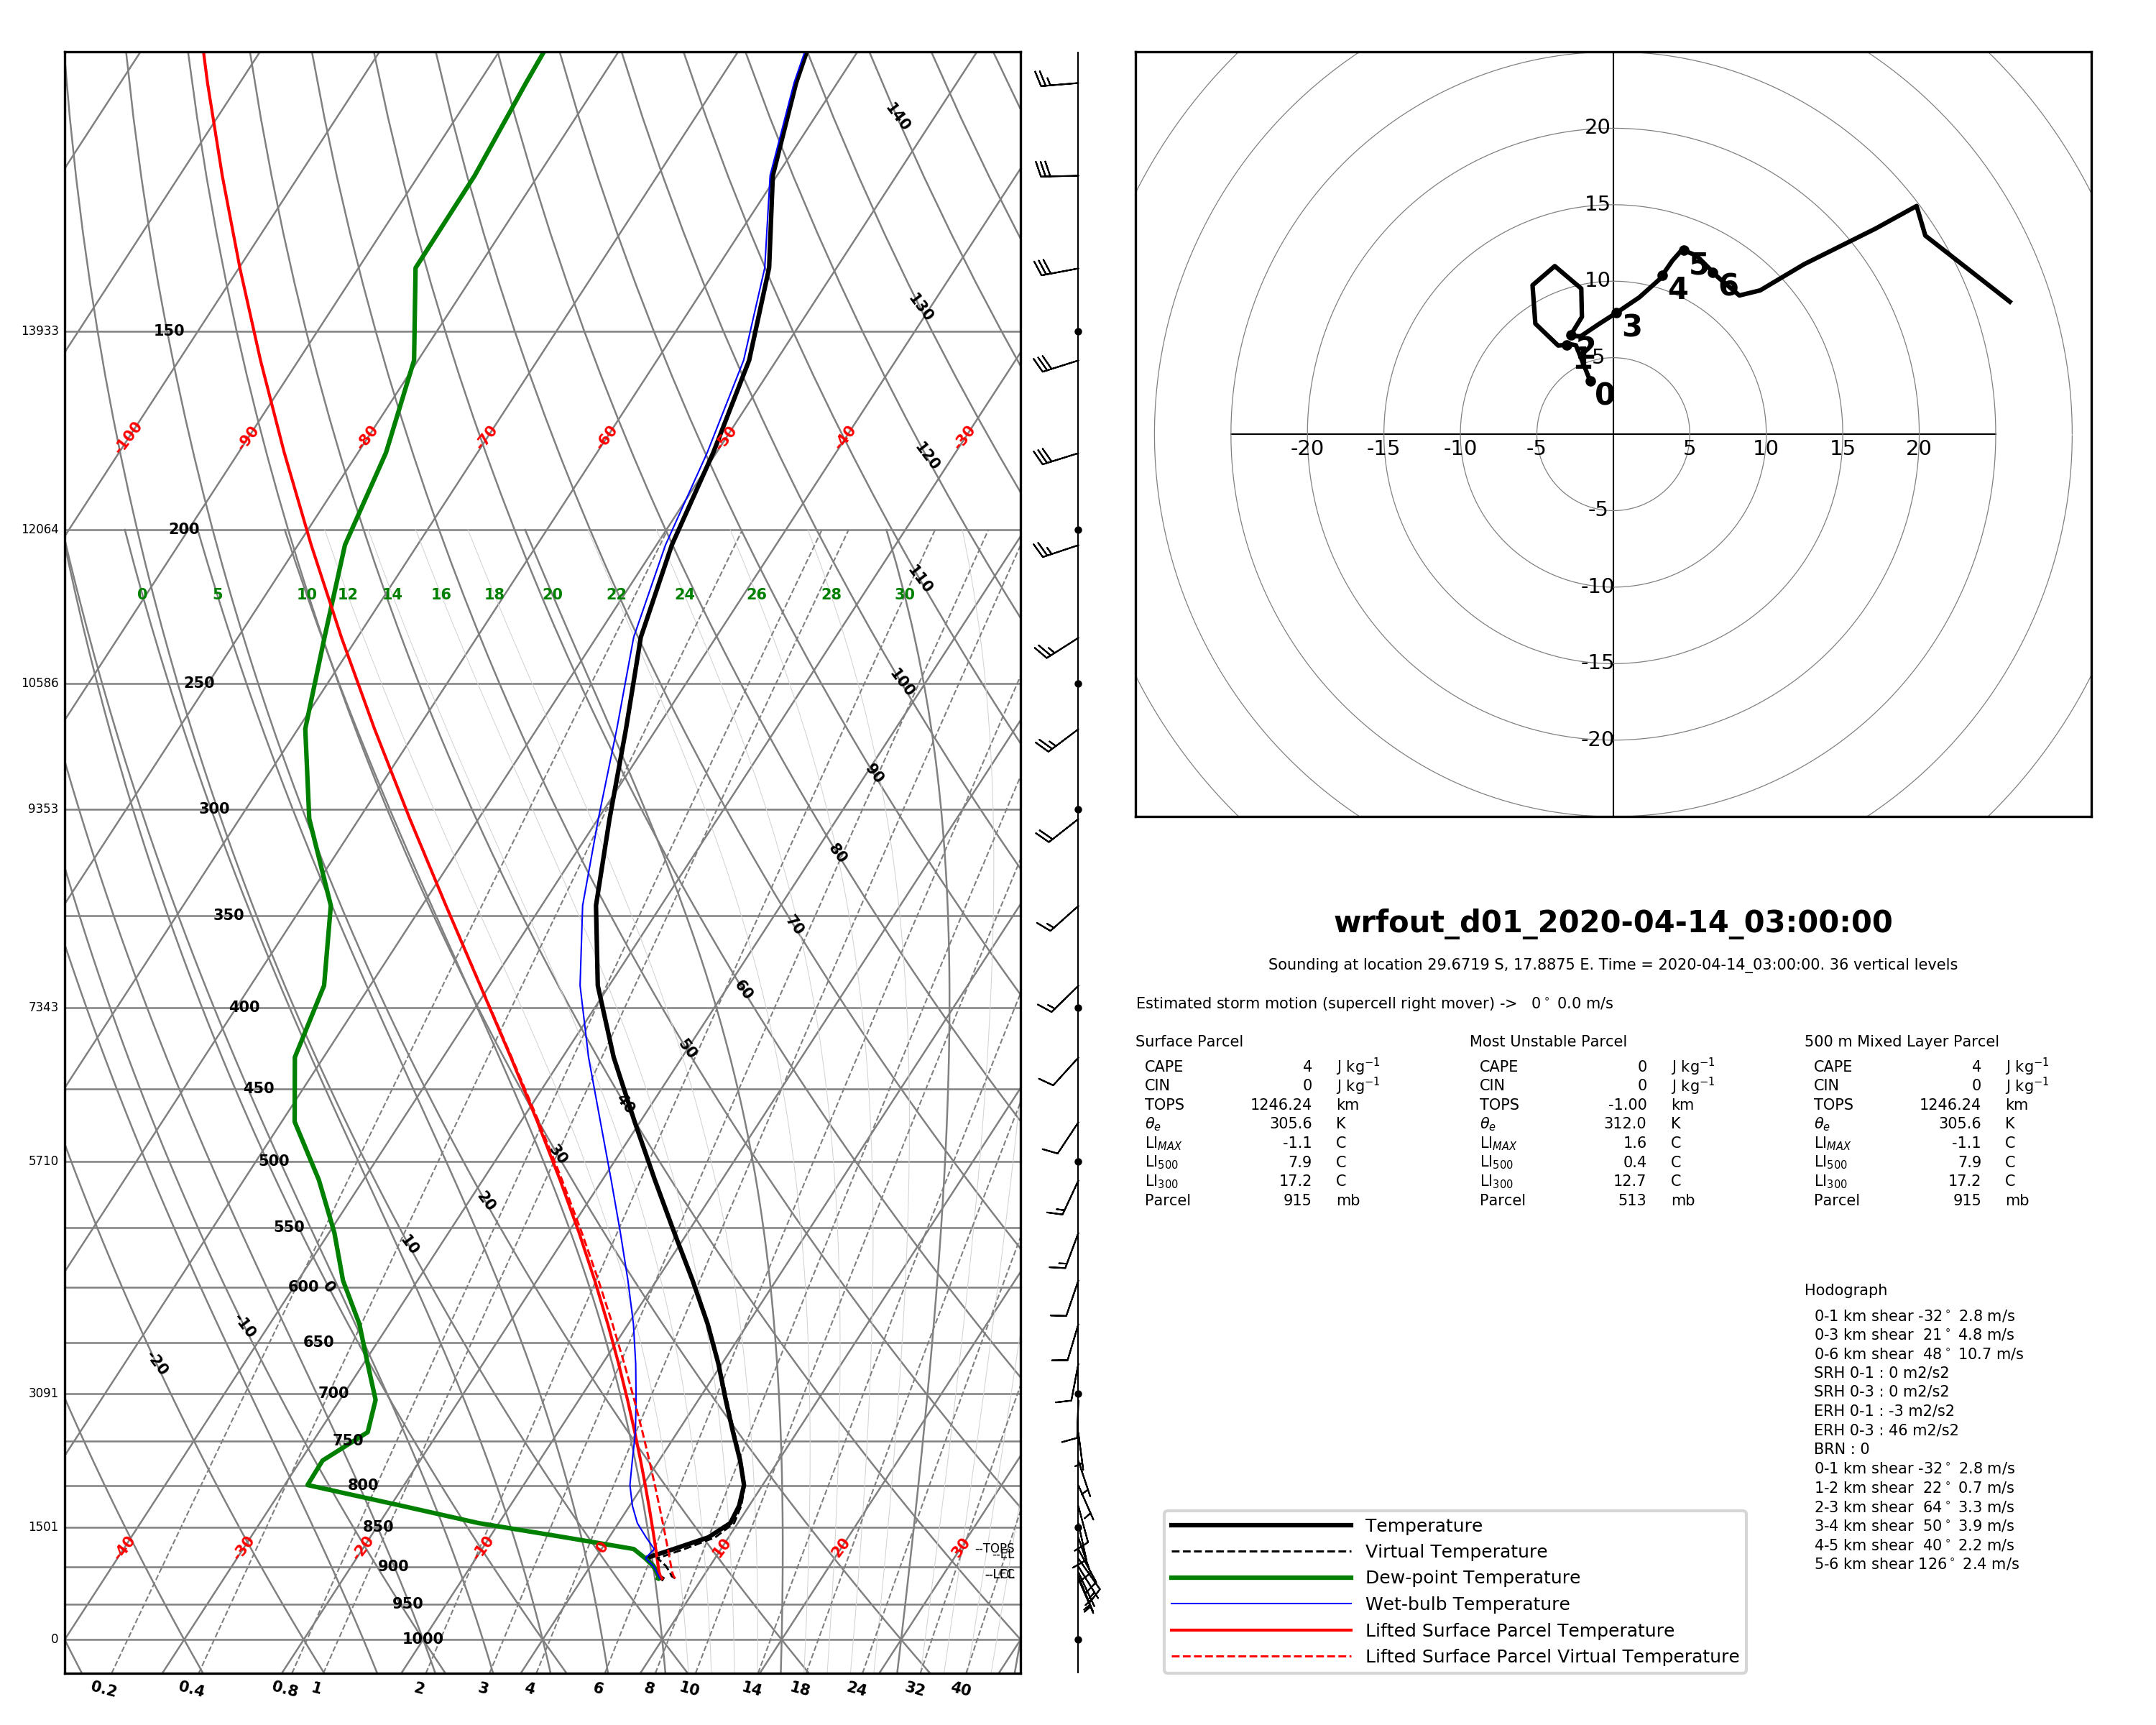 140
130
120
110
100
90
80
70
60
50
40
30
20
10
0
-10
-20
13933 150
-100 -90 -80 -70 -60 -50 -40 -30
12064 200
0 5 10 12 14 16 18 20 22 24 26 28 30
10586 250
9353 300
350
7343 400
450
5710 500
550
600
650
3091 700
750
800
1501 850
-40 -30 -20 -10 0 10 20 30
--TOPS
--EL
900
--LCL
950
0 1000
0.2 0.4 0.8 1 2 3 4 6 8 10 14 18 24 32 40
20
15
10
5
-20 -15 -10 -5 5 10 15 20
-5
-10
-15
-20
0 1 2 3 4 5 6
wrfout_d01_2020-04-14_03:00:00
Sounding at location 29.6719 S, 17.8875 E. Time = 2020-04-14_03:00:00. 36 vertical levels
Estimated storm motion (supercell right mover) -> 0° 0.0 m/s
Surface Parcel
CAPE 4 J kg⁻¹
CIN 0 J kg⁻¹
TOPS 1246.24 km
θe 305.6 K
LIMAX -1.1 C
LI500 7.9 C
LI300 17.2 C
Parcel 915 mb
Most Unstable Parcel
CAPE 0 J kg⁻¹
CIN 0 J kg⁻¹
TOPS -1.00 km
θe 312.0 K
LIMAX 1.6 C
LI500 0.4 C
LI300 12.7 C
Parcel 513 mb
500 m Mixed Layer Parcel
CAPE 4 J kg⁻¹
CIN 0 J kg⁻¹
TOPS 1246.24 km
θe 305.6 K
LIMAX -1.1 C
LI500 7.9 C
LI300 17.2 C
Parcel 915 mb
Hodograph
0-1 km shear -32° 2.8 m/s
0-3 km shear 21° 4.8 m/s
0-6 km shear 48° 10.7 m/s
SRH 0-1 : 0 m2/s2
SRH 0-3 : 0 m2/s2
ERH 0-1 : -3 m2/s2
ERH 0-3 : 46 m2/s2
BRN : 0
0-1 km shear -32° 2.8 m/s
1-2 km shear 22° 0.7 m/s
2-3 km shear 64° 3.3 m/s
3-4 km shear 50° 3.9 m/s
4-5 km shear 40° 2.2 m/s
5-6 km shear 126° 2.4 m/s
Temperature
Virtual Temperature
Dew-point Temperature
Wet-bulb Temperature
Lifted Surface Parcel Temperature
Lifted Surface Parcel Virtual Temperature